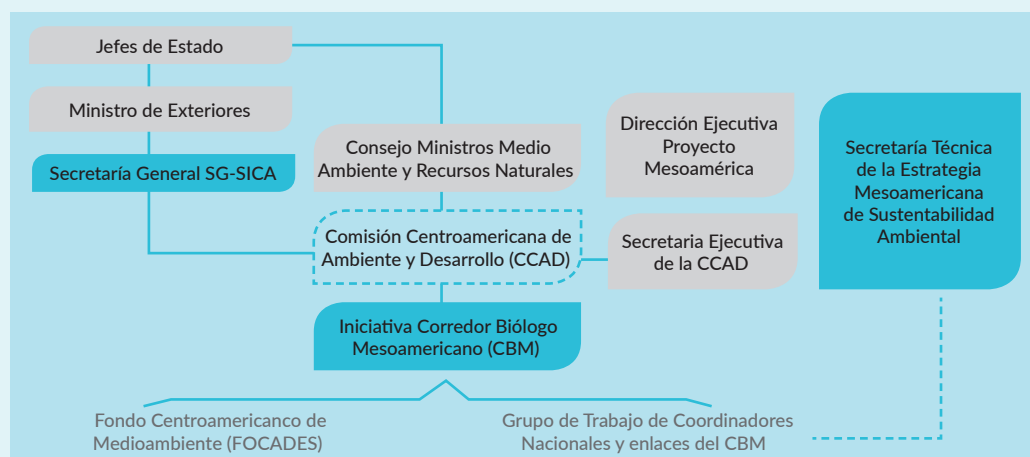 Jefes de Estado
Ministro de Exteriores
Secretaría General SG-SICA
Consejo Ministros Medio
Ambiente y Recursos Naturales
Comisión Centroamericana de
Ambiente y Desarrollo (CCAD)
Iniciativa Corredor Biólogo
Mesoamericano (CBM)
Dirección Ejecutiva
Proyecto
Mesoamérica
Secretaria Ejecutiva
de la CCAD
Secretaría Técnica
de la Estrategia
Mesoamericana
de Sustentabilidad
Ambiental
Fondo Centroamericanco de
Medioambiente (FOCADES)
Grupo de Trabajo de Coordinadores
Nacionales y enlaces del CBM